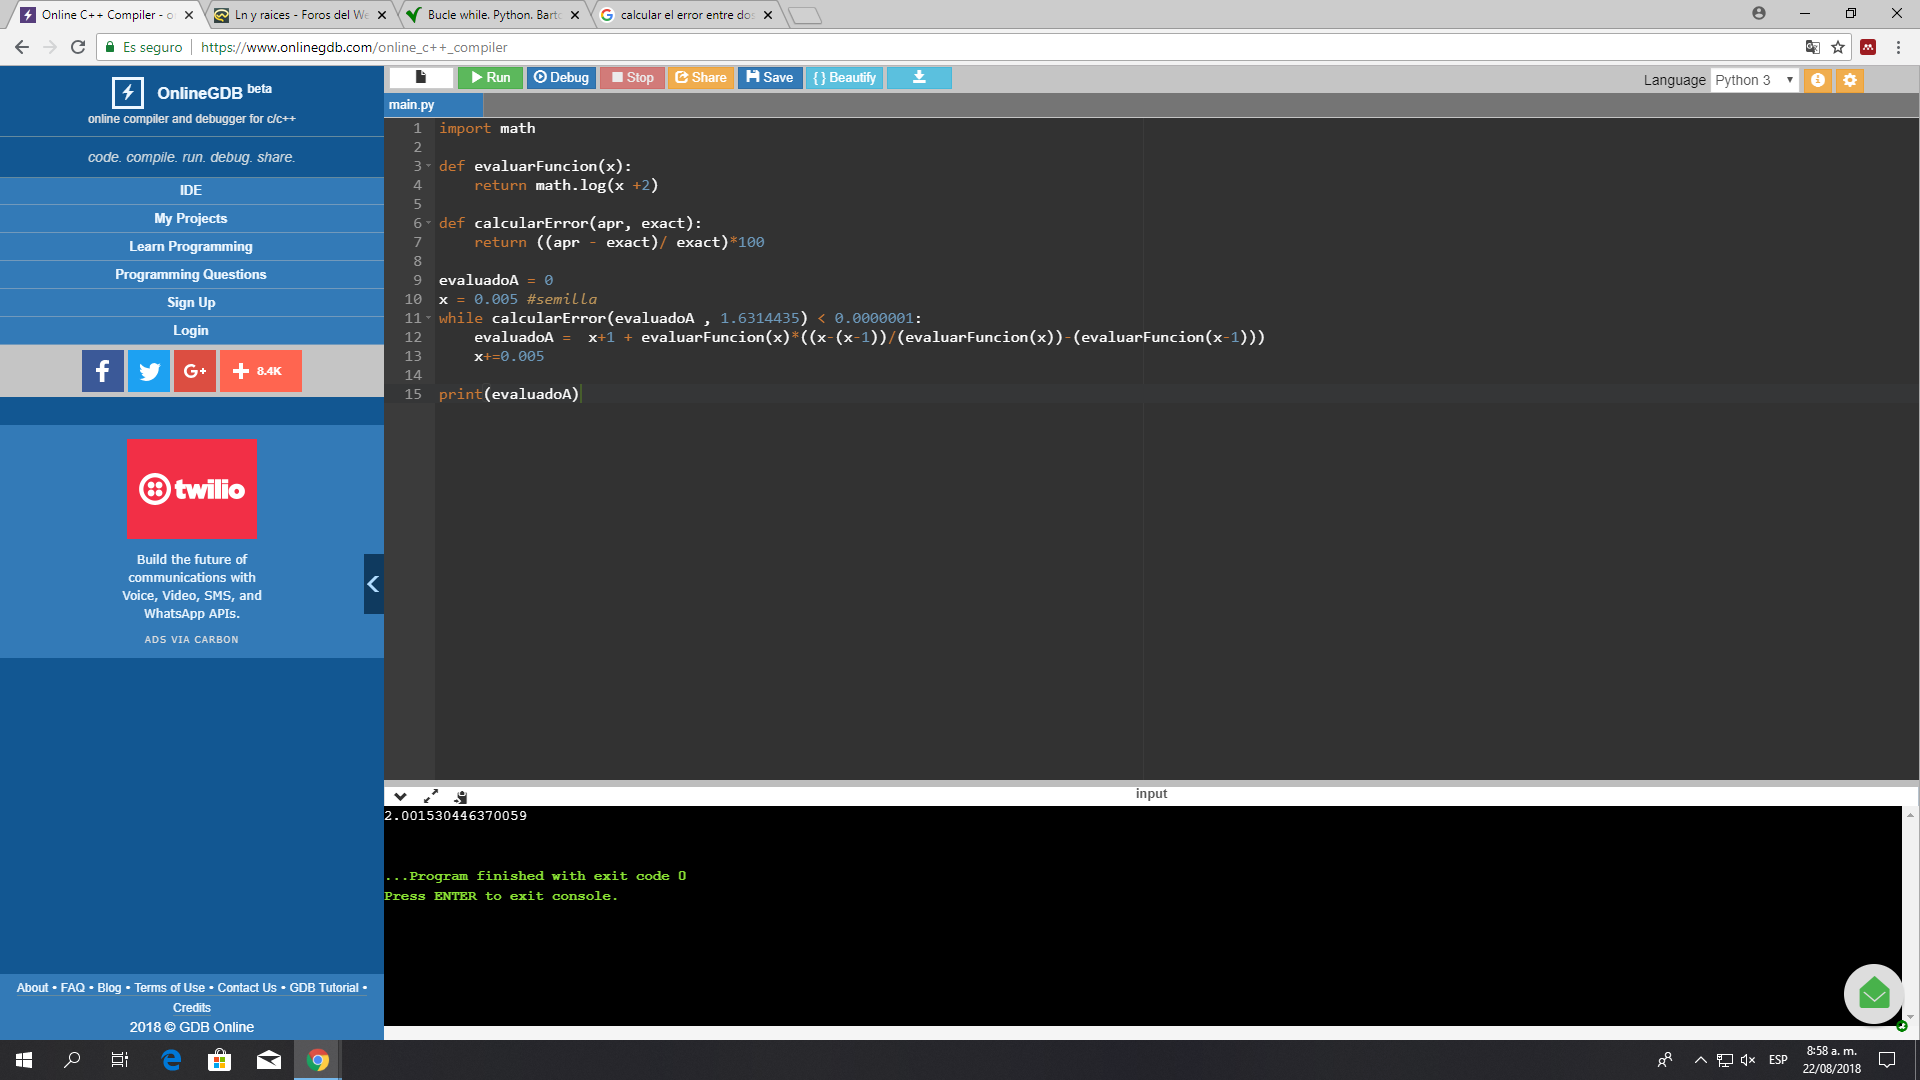 Online C++ Compiler - o
Ln y raices - Foros del We
Bucle while. Python. Barto
calcular el error entre dos
Es seguro
https://www.onlinegdb.com/online_c++_compiler
OnlineGDB beta
online compiler and debugger for c/c++
code. compile. run. debug. share.
IDE
My Projects
Learn Programming
Programming Questions
Sign Up
Login
f G+ + 8.4K
twilio
Build the future of
communications with
Voice, Video, SMS, and
WhatsApp APIs.
ADS VIA CARBON
About • FAQ • Blog • Terms of Use • Contact Us • GDB Tutorial •
Credits
2018 © GDB Online
Run Debug Stop Share Save { } Beautify
Language Python 3
main.py
1 import math
2
3 def evaluarFuncion(x):
4     return math.log(x +2)
5
6 def calcularError(apr, exact):
7     return ((apr - exact)/ exact)*100
8
9 evaluadoA = 0
10 x = 0.005 #semilla
11 while calcularError(evaluadoA , 1.6314435) < 0.0000001:
12     evaluadoA =  x+1 + evaluarFuncion(x)*((x-(x-1))/(evaluarFuncion(x))-(evaluarFuncion(x-1)))
13     x+=0.005
14
15 print(evaluadoA)
input
2.001530446370059
...Program finished with exit code 0
Press ENTER to exit console.
ESP
8:58 a. m.
22/08/2018